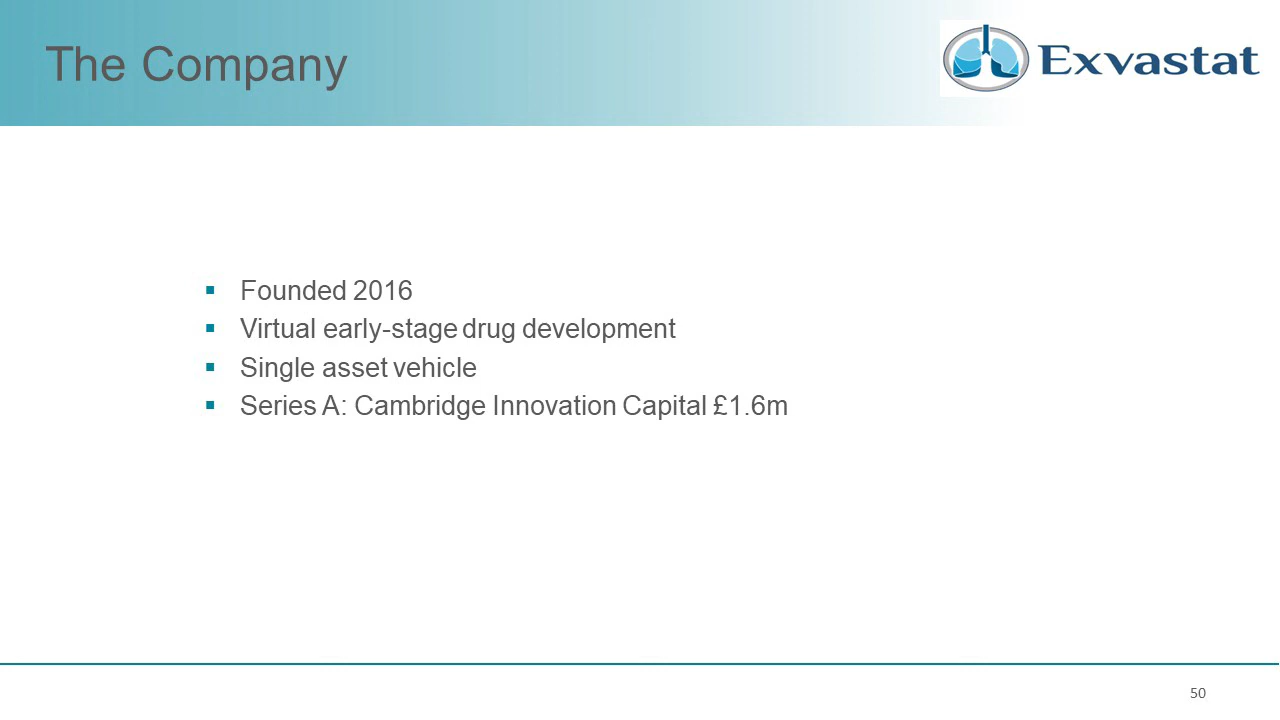 The Company
Exvastat
▪ Founded 2016
▪ Virtual early-stage drug development
▪ Single asset vehicle
▪ Series A: Cambridge Innovation Capital £1.6m
50